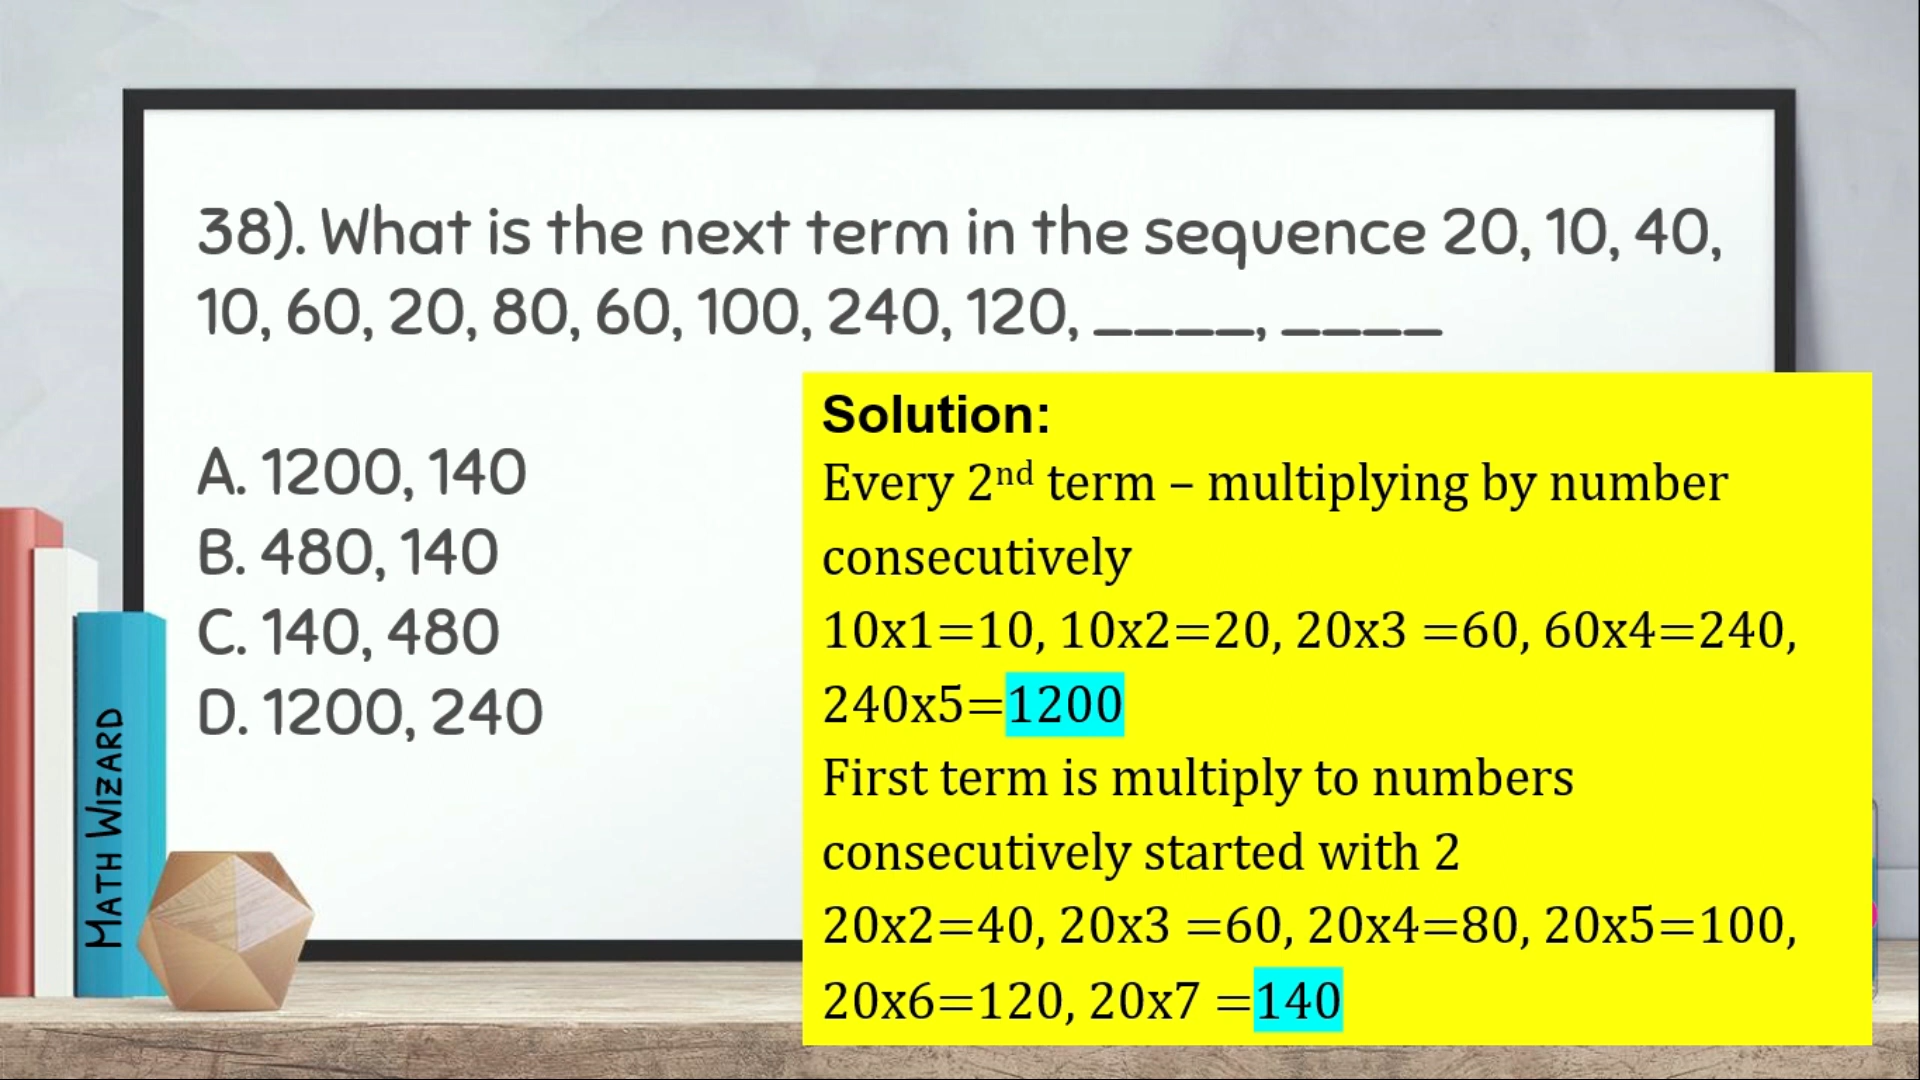 38). What is the next term in the sequence 20, 10, 40,
10, 60, 20, 80, 60, 100, 240, 120, ____, ____
A. 1200, 140
B. 480, 140
C. 140, 480
D. 1200, 240
Solution:
Every 2nd term – multiplying by number
consecutively
10x1=10, 10x2=20, 20x3 =60, 60x4=240,
240x5=1200
First term is multiply to numbers
consecutively started with 2
20x2=40, 20x3 =60, 20x4=80, 20x5=100,
20x6=120, 20x7 =140
MATH WIZARD